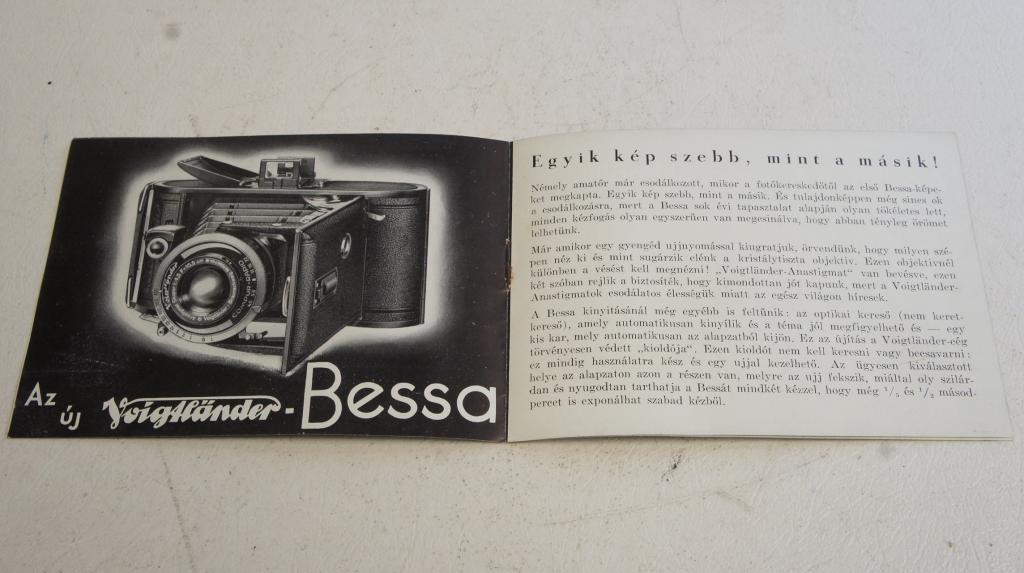 Az
új
Voigtländer-Bessa
Egyik kép szebb, mint a másik!
Némely amatőr már csodálkozott, mikor a fotókereskedőtől az első Bessa-képe-
ket megkapta. Egyik kép szebb, mint a másik. És tulajdonképpen még sincs ok
a csodálkozásra, mert a Bessa sok évi tapasztalat alapján olyan tökéletes lett,
minden kézfogás olyan egyszerűen van megcsinálva, hogy abban tényleg örömet
lelhetünk.
Már amikor egy gyengéd ujjnyomással kiugratjuk, örvendünk, hogy milyen szé-
pen néz ki és mint sugárzik elénk a kristálytiszta objektív. Ezen objektívnél
különben a vésést kell megnézni! „Voigtländer-Anastigmat“ van bevésve, ezen
két szóban rejlik a biztosíték, hogy kimondottan jót kapunk, mert a Voigtländer-
Anastigmatok csodálatos élességük miatt az egész világon híresek.
A Bessa kinyitásánál még egyébb is feltűnik: az optikai kereső (nem keret-
kereső), amely automatikusan kinyílik és a téma jól megfigyelhető és — egy
kis kar, mely automatikusan az alapzatból kijön. Ez az újítás a Voigtländer-cég
törvényesen védett „kioldója“. Ezen kioldót nem kell keresni vagy becsavarni:
ez mindig használatra kész és egy ujjal kezelhető. Az ügyesen kiválasztott
helye az alapzaton azon a részen van, melyre az ujj fekszik, miáltal oly szilár-
dan és nyugodtan tarthatja a Bessát mindkét kézzel, hogy még 1/5 és 1/2 másod-
percet is exponálhat szabad kézből.